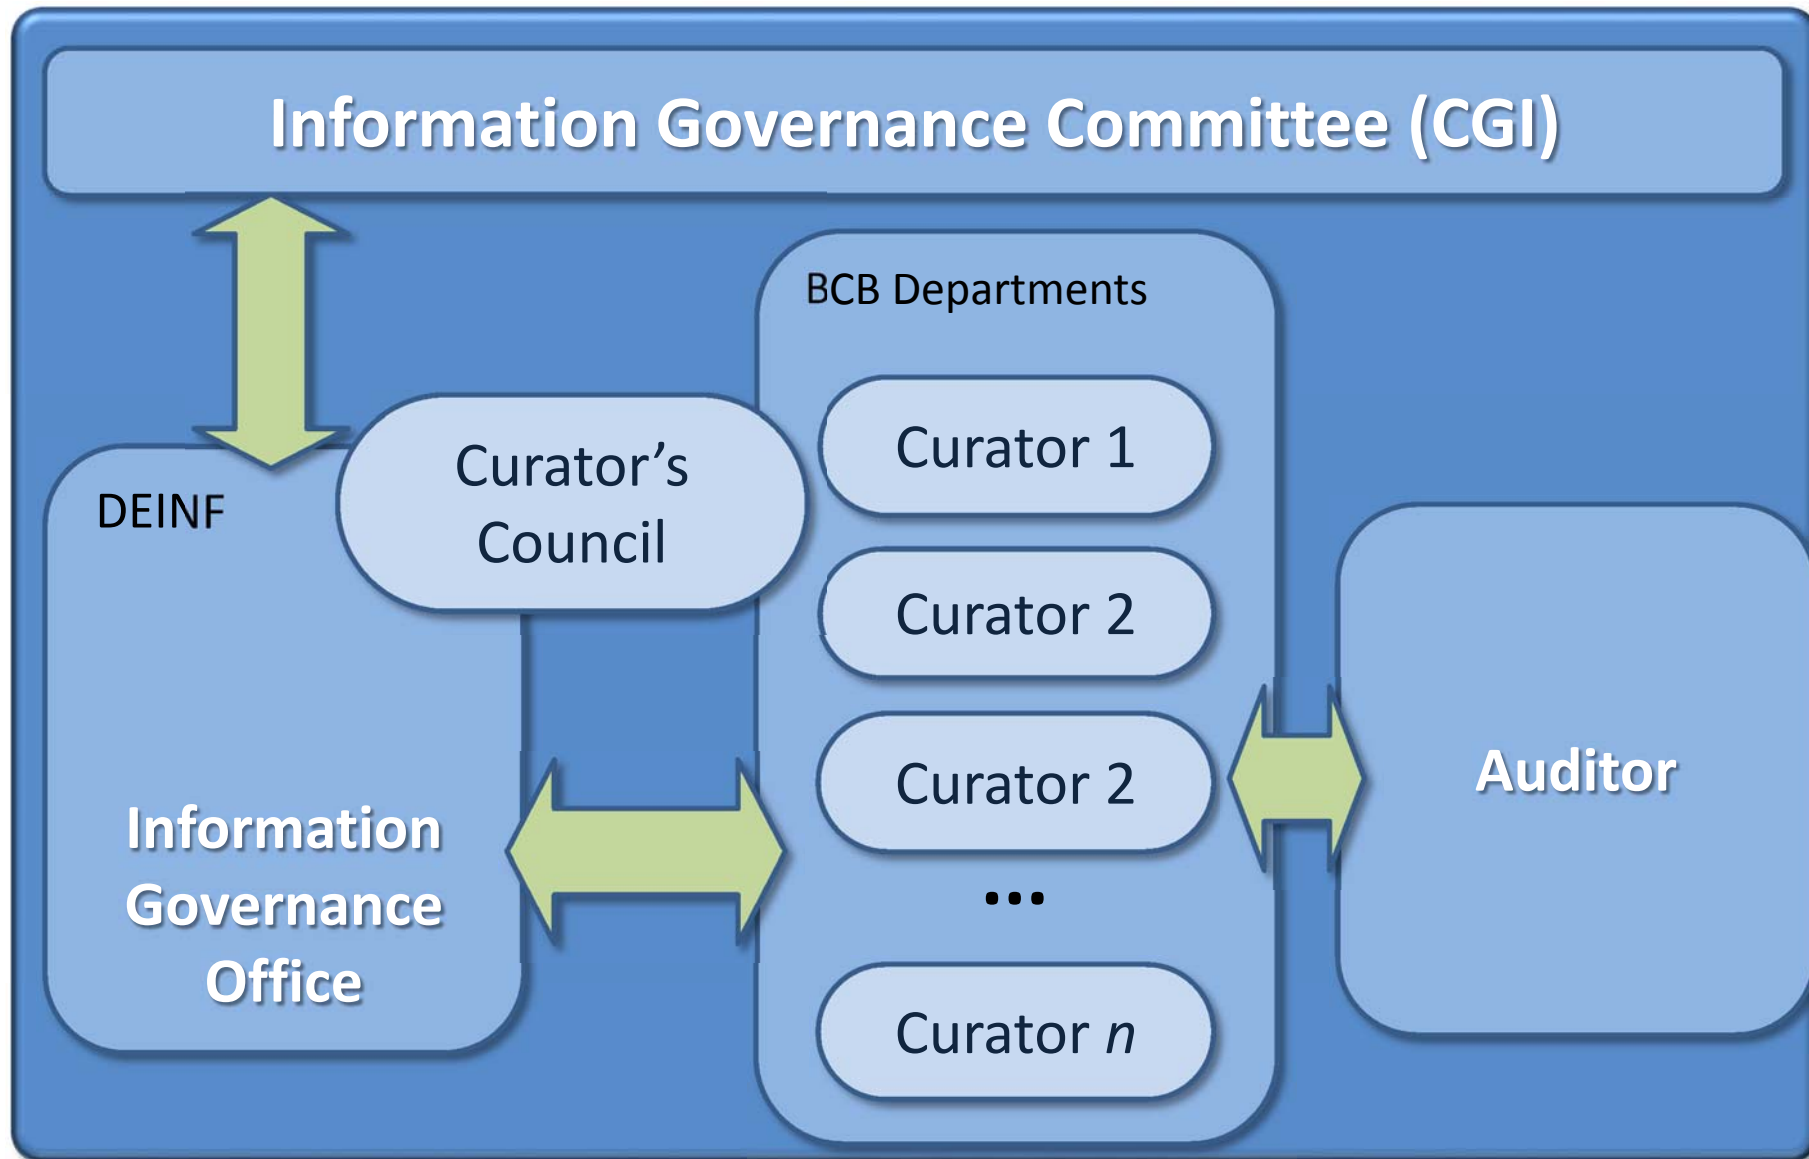 Information Governance Committee (CGI)
BCB Departments
Curator 1
Curator’s
Council
DEINF
Curator 2
Curator 2
Auditor
Information
Governance
Office
...
Curator n